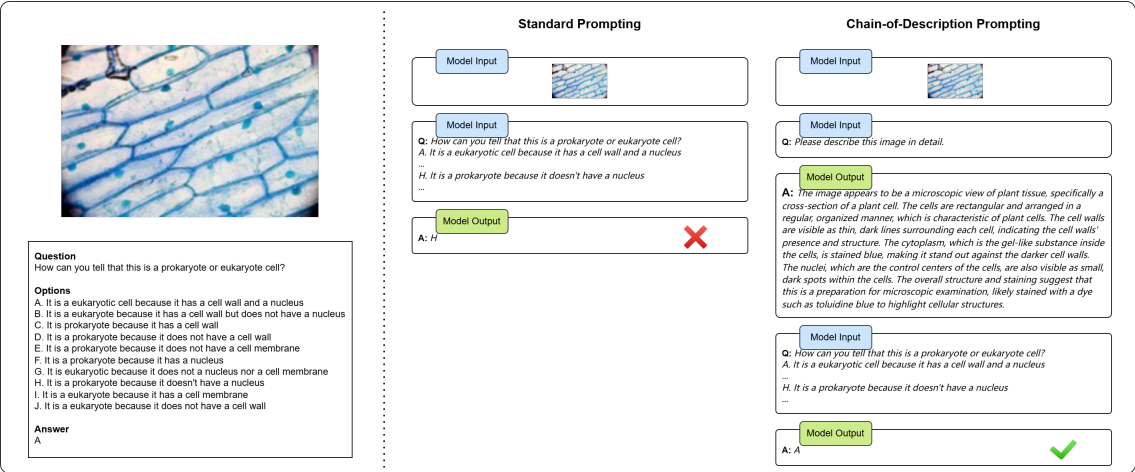 Question
How can you tell that this is a prokaryote or eukaryote cell?
Options
A. It is a eukaryotic cell because it has a cell wall and a nucleus
B. It is a eukaryote because it has a cell wall but does not have a nucleus
C. It is prokaryote because it has a cell wall
D. It is a prokaryote because it does not have a cell wall
E. It is a prokaryote because it does not have a cell membrane
F. It is a prokaryote because it has a nucleus
G. It is eukaryotic because it does not a nucleus nor a cell membrane
H. It is a prokaryote because it doesn't have a nucleus
I. It is a eukaryote because it has a cell membrane
J. It is a eukaryote because it does not have a cell wall
Answer
A
Standard Prompting
Model Input
Model Input
Q: How can you tell that this is a prokaryote or eukaryote cell?
A. It is a eukaryotic cell because it has a cell wall and a nucleus
...
H. It is a prokaryote because it doesn't have a nucleus
...
Model Output
A: H
Chain-of-Description Prompting
Model Input
Model Input
Q: Please describe this image in detail.
Model Output
A: The image appears to be a microscopic view of plant tissue, specifically a
cross-section of a plant cell. The cells are rectangular and arranged in a
regular, organized manner, which is characteristic of plant cells. The cell walls
are visible as thin, dark lines surrounding each cell, indicating the cell walls'
presence and structure. The cytoplasm, which is the gel-like substance inside
the cells, is stained blue, making it stand out against the darker cell walls.
The nuclei, which are the control centers of the cells, are also visible as small,
dark spots within the cells. The overall structure and staining suggest that
this is a preparation for microscopic examination, likely stained with a dye
such as toluidine blue to highlight cellular structures.
Model Input
Q: How can you tell that this is a prokaryote or eukaryote cell?
A. It is a eukaryotic cell because it has a cell wall and a nucleus
...
H. It is a prokaryote because it doesn't have a nucleus
...
Model Output
A: A